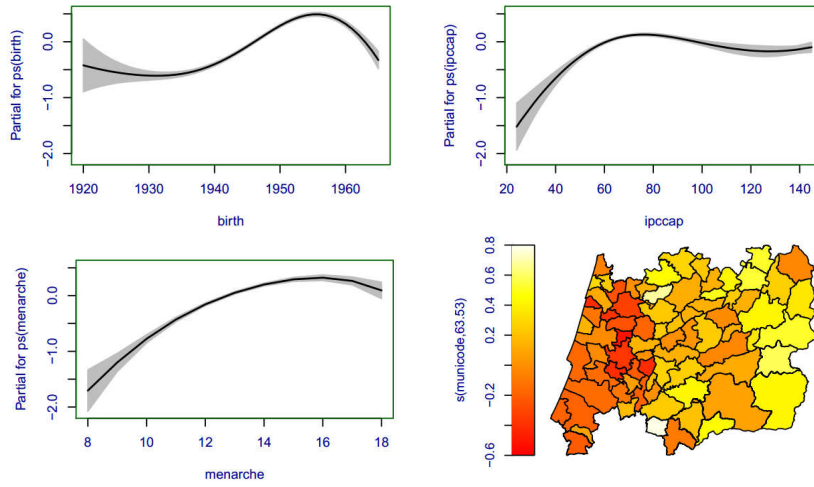 Partial for ps(birth)
0.0
−1.0
−2.0
1920 1930 1940 1950 1960
birth
Partial for ps(ipccap)
0.0
−1.0
−2.0
20 40 60 80 100 120 140
ipccap
Partial for ps(menarche)
0.0
−1.0
−2.0
8 10 12 14 16 18
menarche
s(municode,63.53)
0.8
0.6
0.4
0.2
−0.2
−0.6